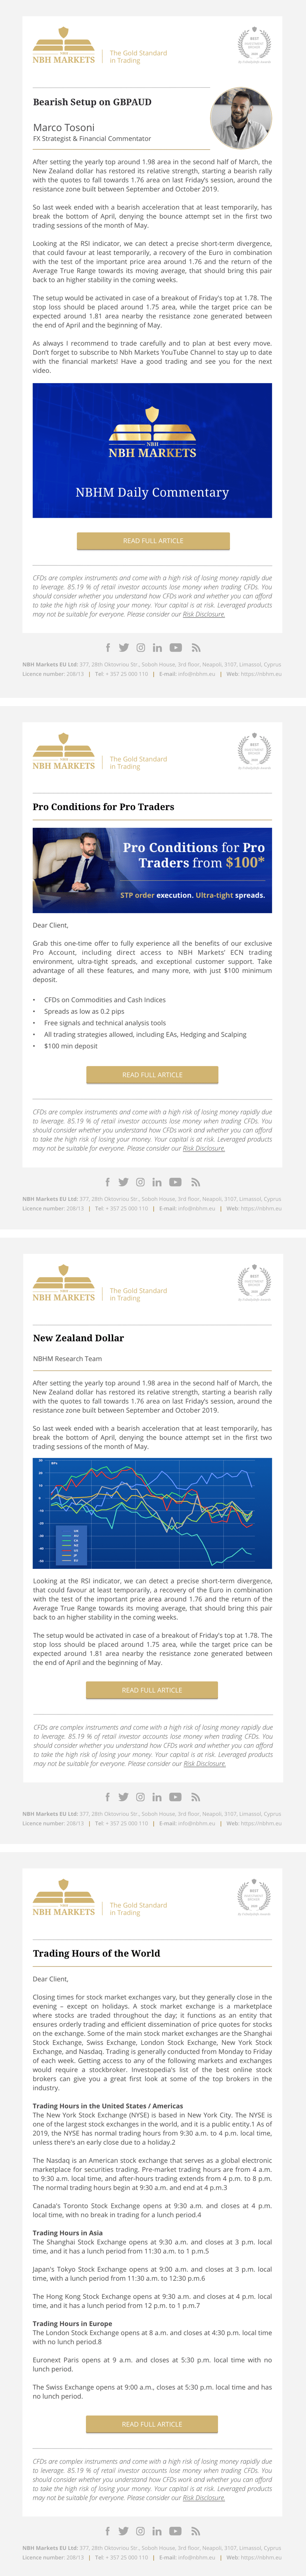 NBH MARKETS
The Gold Standard
in Trading
BEST
Bearish Setup on GBPAUD
Marco Tosoni
FX Strategist & Financial Commentator
After setting the yearly top around 1.98 area in the second half of March, the
New Zealand dollar has restored its relative strength, starting a bearish rally
with the quotes to fall towards 1.76 area on last Friday's session, around the
resistance zone built between September and October 2019.
So last week ended with a bearish acceleration that at least temporarily, has
break the bottom of April, denying the bounce attempt set in the first two
trading sessions of the month of May.
Looking at the RSI indicator, we can detect a precise short-term divergence,
that could favour at least temporarily, a recovery of the Euro in combination
with the test of the important price area around 1.76 and the return of the
Average True Range towards its moving average, that should bring this pair
back to an higher stability in the coming weeks.
The setup would be activated in case of a breakout of Friday's top at 1.78. The
stop loss should be placed around 1.75 area, while the target price can be
expected around 1.81 area nearby the resistance zone generated between
the end of April and the beginning of May.
As always I recommend to trade carefully and to plan at best every move.
Don't forget to subscribe to Nbh Markets YouTube Channel to stay up to date
with the financial markets! Have a good trading and see you for the next
video.
NBH
NBH MARKETS
NBHM Daily Commentary
READ FULL ARTICLE
CFDs are complex instruments and come with a high risk of losing money rapidly due
to leverage. 85.19 % of retail investor accounts lose money when trading CFDs. You
should consider whether you understand how CFDs work and whether you can afford
to take the high risk of losing your money. Your capital is at risk. Leveraged products
may not be suitable for everyone. Please consider our Risk Disclosure.
NBH Markets EU Ltd: 377, 28th Oktovriou Str., Soboh House, 3rd floor, Neapoli, 3107, Limassol, Cyprus
Licence number: 208/13 | Tel: + 357 25 000 110 | E-mail: info@nbhm.eu | Web: https://nbhm.eu
NBH MARKETS
The Gold Standard
in Trading
BEST
Pro Conditions for Pro Traders
Pro Conditions for Pro
Traders from $100*
STP order execution. Ultra-tight spreads.
Dear Client,
Grab this one-time offer to fully experience all the benefits of our exclusive
Pro Account, including direct access to NBH Markets' ECN trading
environment, ultra-tight spreads, and exceptional customer support. Take
advantage of all these features, and many more, with just $100 minimum
deposit.
• CFDs on Commodities and Cash Indices
• Spreads as low as 0.2 pips
• Free signals and technical analysis tools
• All trading strategies allowed, including EAs, Hedging and Scalping
• $100 min deposit
READ FULL ARTICLE
CFDs are complex instruments and come with a high risk of losing money rapidly due
to leverage. 85.19 % of retail investor accounts lose money when trading CFDs. You
should consider whether you understand how CFDs work and whether you can afford
to take the high risk of losing your money. Your capital is at risk. Leveraged products
may not be suitable for everyone. Please consider our Risk Disclosure.
NBH Markets EU Ltd: 377, 28th Oktovriou Str., Soboh House, 3rd floor, Neapoli, 3107, Limassol, Cyprus
Licence number: 208/13 | Tel: + 357 25 000 110 | E-mail: info@nbhm.eu | Web: https://nbhm.eu
NBH MARKETS
The Gold Standard
in Trading
BEST
New Zealand Dollar
NBHM Research Team
After setting the yearly top around 1.98 area in the second half of March, the
New Zealand dollar has restored its relative strength, starting a bearish rally
with the quotes to fall towards 1.76 area on last Friday's session, around the
resistance zone built between September and October 2019.
So last week ended with a bearish acceleration that at least temporarily, has
break the bottom of April, denying the bounce attempt set in the first two
trading sessions of the month of May.
Looking at the RSI indicator, we can detect a precise short-term divergence,
that could favour at least temporarily, a recovery of the Euro in combination
with the test of the important price area around 1.76 and the return of the
Average True Range towards its moving average, that should bring this pair
back to an higher stability in the coming weeks.
The setup would be activated in case of a breakout of Friday's top at 1.78. The
stop loss should be placed around 1.75 area, while the target price can be
expected around 1.81 area nearby the resistance zone generated between
the end of April and the beginning of May.
READ FULL ARTICLE
CFDs are complex instruments and come with a high risk of losing money rapidly due
to leverage. 85.19 % of retail investor accounts lose money when trading CFDs. You
should consider whether you understand how CFDs work and whether you can afford
to take the high risk of losing your money. Your capital is at risk. Leveraged products
may not be suitable for everyone. Please consider our Risk Disclosure.
NBH Markets EU Ltd: 377, 28th Oktovriou Str., Soboh House, 3rd floor, Neapoli, 3107, Limassol, Cyprus
Licence number: 208/13 | Tel: + 357 25 000 110 | E-mail: info@nbhm.eu | Web: https://nbhm.eu
NBH MARKETS
The Gold Standard
in Trading
BEST
Trading Hours of the World
Dear Client,
Closing times for stock market exchanges vary, but they generally close in the
evening – except on holidays. A stock market exchange is a marketplace
where stocks are traded throughout the day; it functions as an entity that
ensures orderly trading and efficient distribution of price quotes for stocks
on the exchange. Some of the main stock market exchanges are the Shanghai
Stock Exchange, Swiss Exchange, London Stock Exchange, New York Stock
Exchange, and Nasdaq. Trading is generally conducted from Monday to Friday
of each week. Getting access to any of the following markets and exchanges
would require a stockbroker. Investopedia's list of the best online stock
brokers can give you a great first look at some of the top brokers in the
industry.
Trading Hours in the United States / Americas
The New York Stock Exchange (NYSE) is based in New York City. The NYSE is
one of the largest stock exchanges in the world, and it is a public entity.1 As of
2019, the NYSE has normal trading hours from 9:30 a.m. to 4 p.m. local time,
unless there's an early close due to a holiday.2
The Nasdaq is an American stock exchange that serves as a global electronic
marketplace for securities trading. Pre-market trading hours are from 4 a.m.
to 9:30 a.m. local time, and after-hours trading extends from 4 p.m. to 8 p.m.
The normal trading hours begin at 9:30 a.m. and end at 4 p.m.3
Canada's Toronto Stock Exchange opens at 9:30 a.m. and closes at 4 p.m.
local time, with no break in trading for a lunch period.4
Trading Hours in Asia
The Shanghai Stock Exchange opens at 9:30 a.m. and closes at 3 p.m. local
time, and it has a lunch period from 11:30 a.m. to 1 p.m.5
Japan's Tokyo Stock Exchange opens at 9:00 a.m. and closes at 3 p.m. local
time, with a lunch period from 11:30 a.m. to 12:30 p.m.6
The Hong Kong Stock Exchange opens at 9:30 a.m. and closes at 4 p.m. local
time, and it has a lunch period from 12 p.m. to 1 p.m.7
Trading Hours in Europe
The London Stock Exchange opens at 8 a.m. and closes at 4:30 p.m. local time
with no lunch period.8
Euronext Paris opens at 9 a.m. and closes at 5:30 p.m. local time with no
lunch period.
The Swiss Exchange opens at 9:00 a.m., closes at 5:30 p.m. local time and has
no lunch period.
READ FULL ARTICLE
CFDs are complex instruments and come with a high risk of losing money rapidly due
to leverage. 85.19 % of retail investor accounts lose money when trading CFDs. You
should consider whether you understand how CFDs work and whether you can afford
to take the high risk of losing your money. Your capital is at risk. Leveraged products
may not be suitable for everyone. Please consider our Risk Disclosure.
NBH Markets EU Ltd: 377, 28th Oktovriou Str., Soboh House, 3rd floor, Neapoli, 3107, Limassol, Cyprus
Licence number: 208/13 | Tel: + 357 25 000 110 | E-mail: info@nbhm.eu | Web: https://nbhm.eu